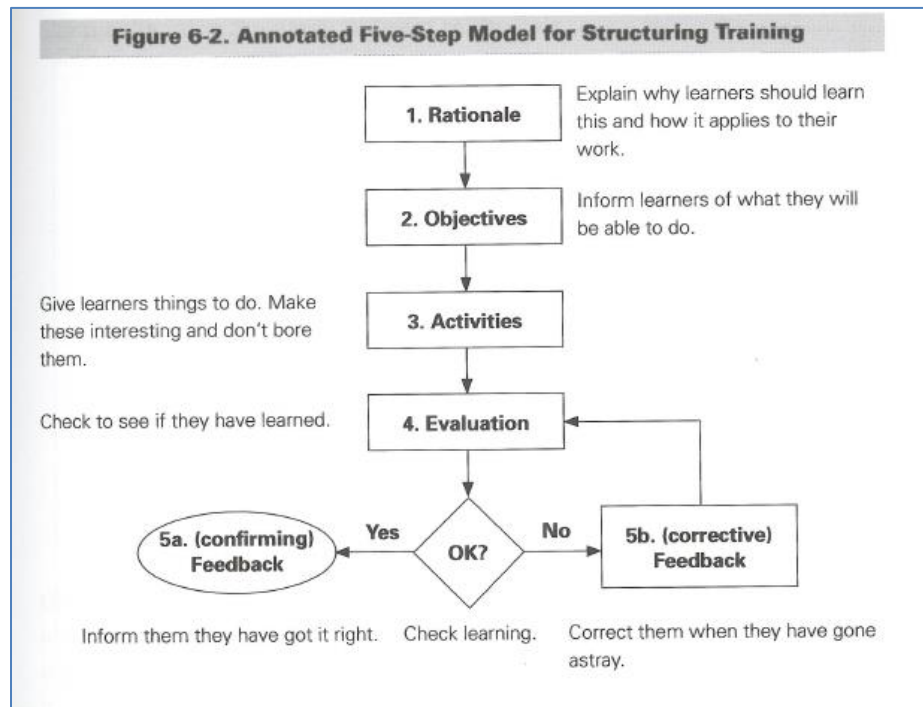 Figure 6-2. Annotated Five-Step Model for Structuring Training
1. Rationale
Explain why learners should learn
this and how it applies to their
work.
2. Objectives
Inform learners of what they will
be able to do.
Give learners things to do. Make
these interesting and don't bore
them.
3. Activities
Check to see if they have learned.
4. Evaluation
5a. (confirming)
Feedback
Yes
OK?
No
5b. (corrective)
Feedback
Inform them they have got it right.
Check learning.
Correct them when they have gone
astray.